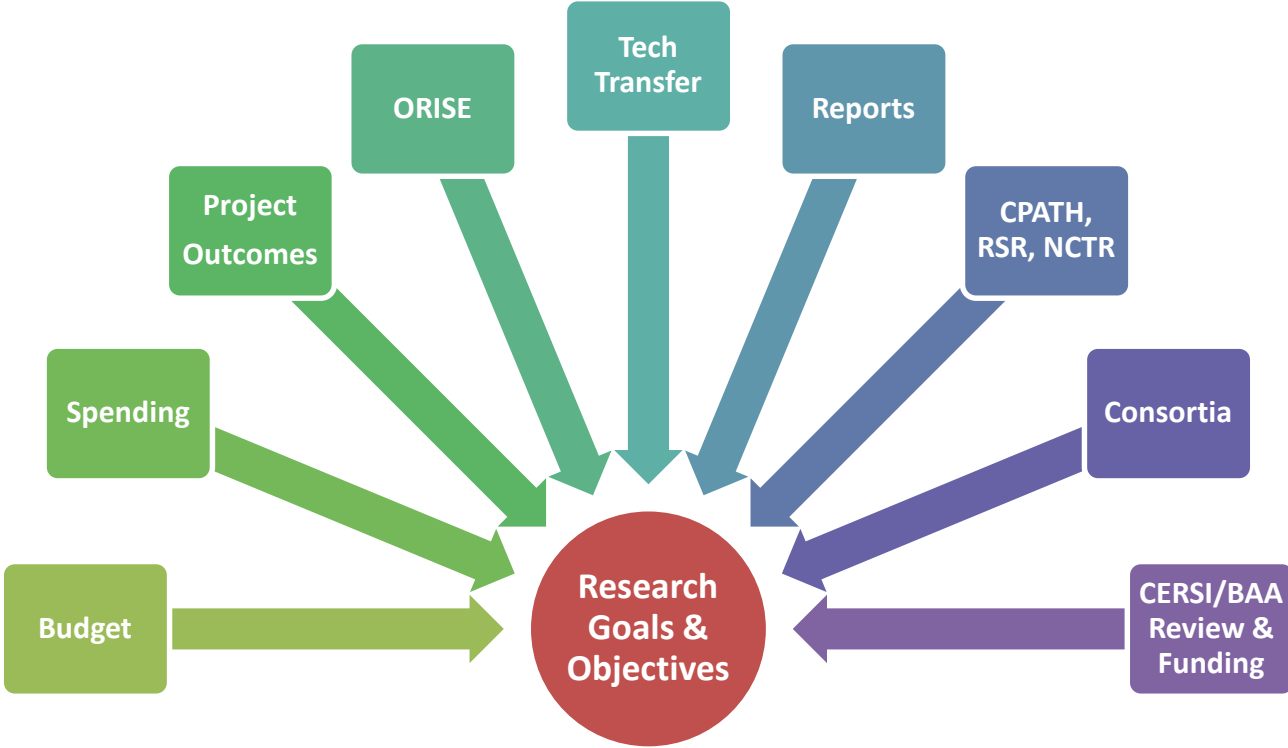 Tech
Transfer
ORISE
Reports
Project
Outcomes
CPATH,
RSR, NCTR
Spending
Consortia
Budget
Research
Goals &
Objectives
CERSI/BAA
Review &
Funding